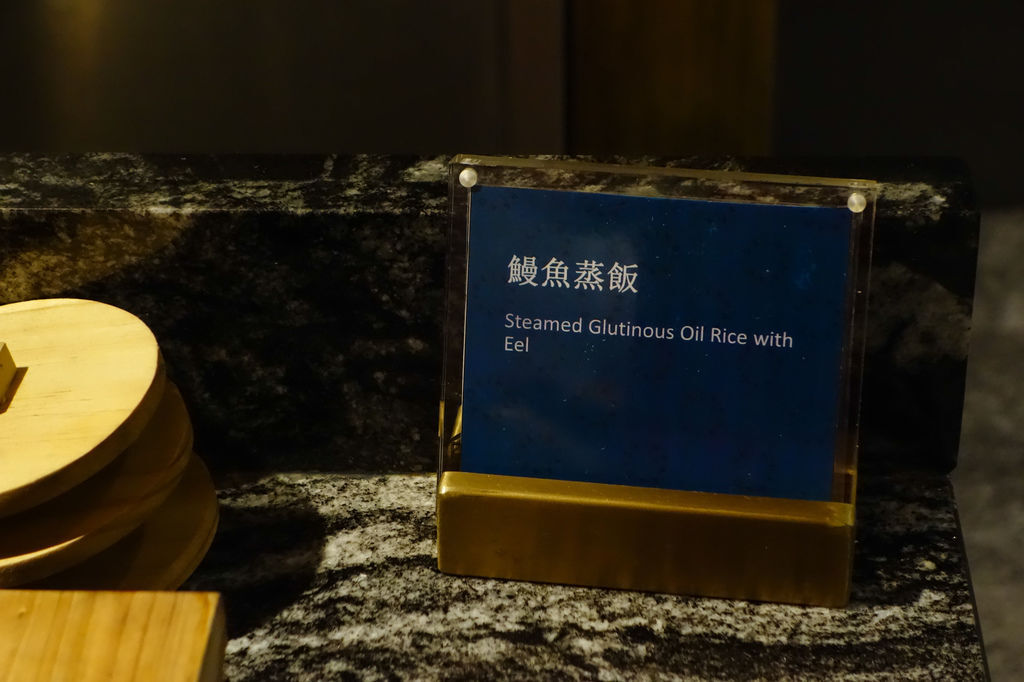 鰻魚蒸飯
Steamed Glutinous Oil Rice with
Eel